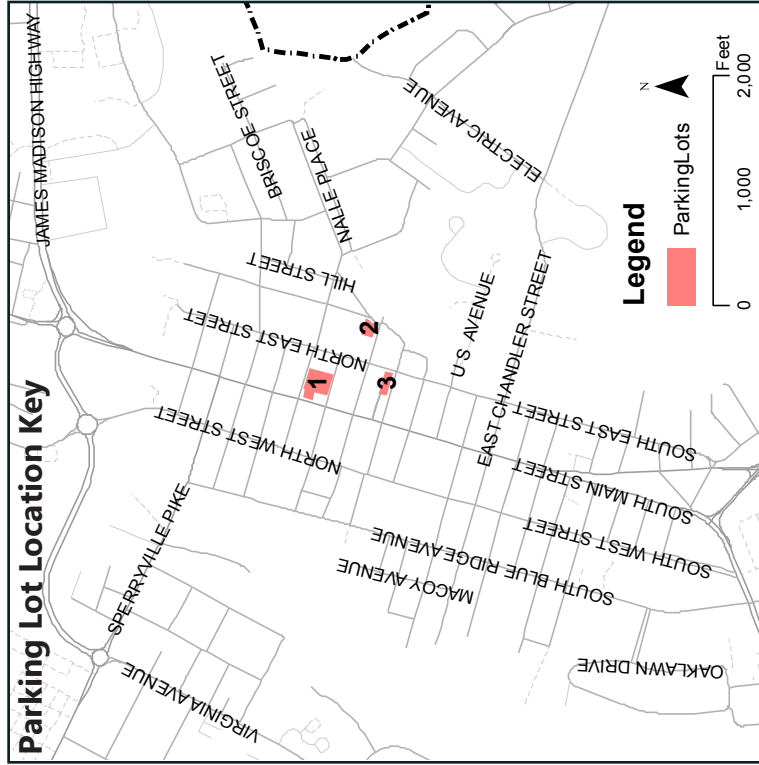 Parking Lot Location Key
JAMES MADISON HIGHWAY
BRISCOE STREET
NALLE PLACE
ELECTRIC AVENUE
HILL STREET
NORTH EAST STREET
NORTH WEST STREET
SPERRYVILLE PIKE
VIRGINIA AVENUE
1
2
3
U S AVENUE
EAST CHANDLER STREET
SOUTH EAST STREET
SOUTH MAIN STREET
SOUTH WEST STREET
SOUTH BLUE RIDGE AVENUE
MACOY AVENUE
OAKLAWN DRIVE
Legend
ParkingLots
N
Feet
0 1,000 2,000